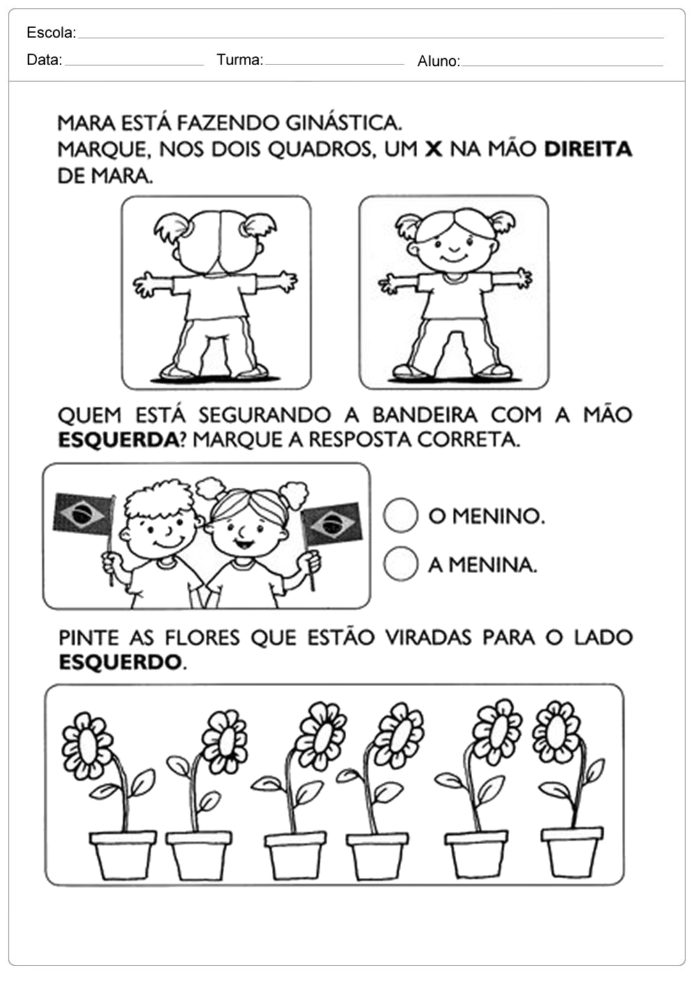 Escola:
Data: Turma: Aluno:
MARA ESTÁ FAZENDO GINÁSTICA.
MARQUE, NOS DOIS QUADROS, UM X NA MÃO DIREITA
DE MARA.
QUEM ESTÁ SEGURANDO A BANDEIRA COM A MÃO
ESQUERDA? MARQUE A RESPOSTA CORRETA.
O MENINO.
A MENINA.
PINTE AS FLORES QUE ESTÃO VIRADAS PARA O LADO
ESQUERDO.